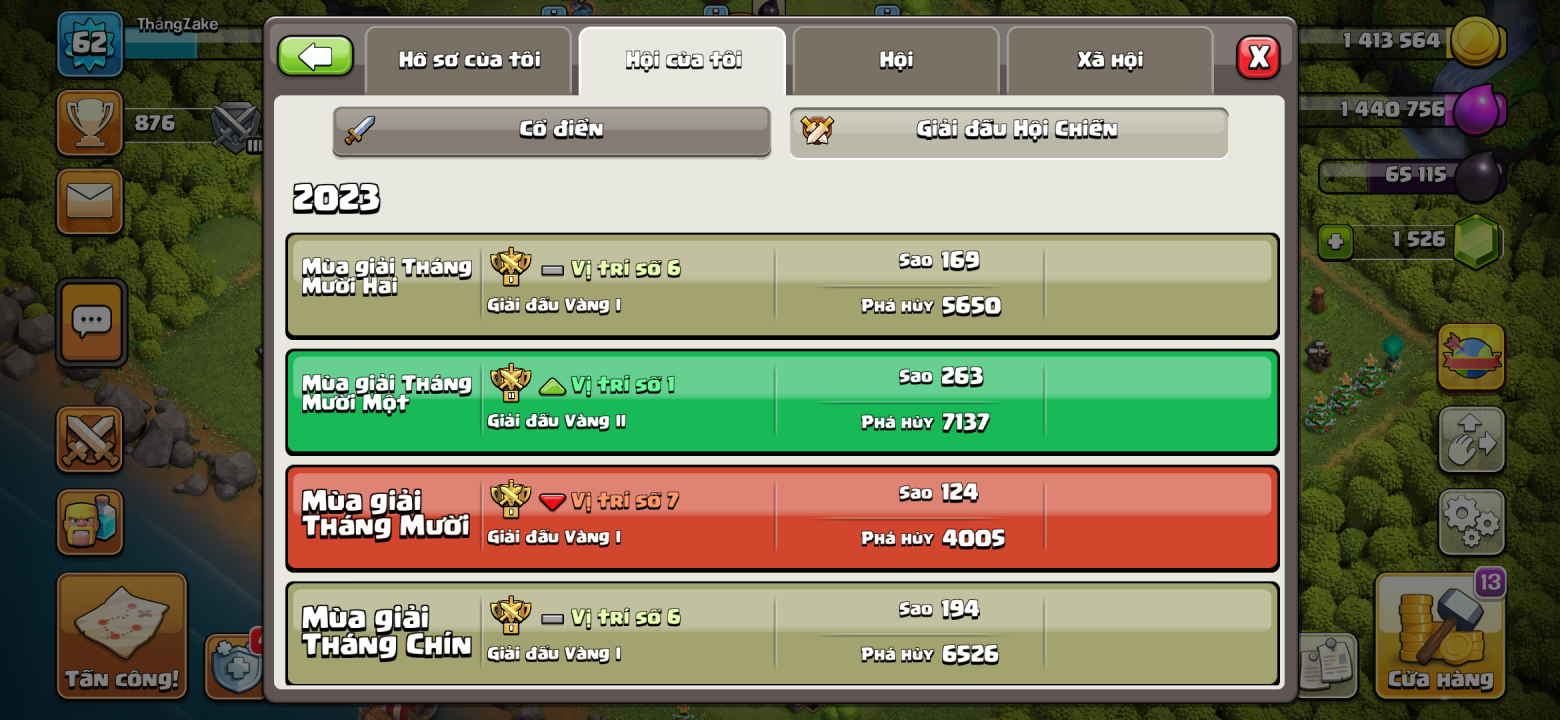 62
ThắngZake
876
Hồ sơ của tôi
Hội của tôi
Hội
Xã hội
X
1 413 564
1 440 756
65 115
1 526
Cổ điển
Giải đấu Hội Chiến
2023
Mùa giải Tháng
Mười Hai
Vị trí số 6
Giải đấu Vàng I
Sao 169
Phá hủy 5650
Mùa giải Tháng
Mười Một
Vị trí số 1
Giải đấu Vàng II
Sao 263
Phá hủy 7137
Mùa giải
Tháng Mười
Vị trí số 7
Giải đấu Vàng I
Sao 124
Phá hủy 4005
Mùa giải
Tháng Chín
Vị trí số 6
Giải đấu Vàng I
Sao 194
Phá hủy 6526
Tấn công!
13
Cửa hàng